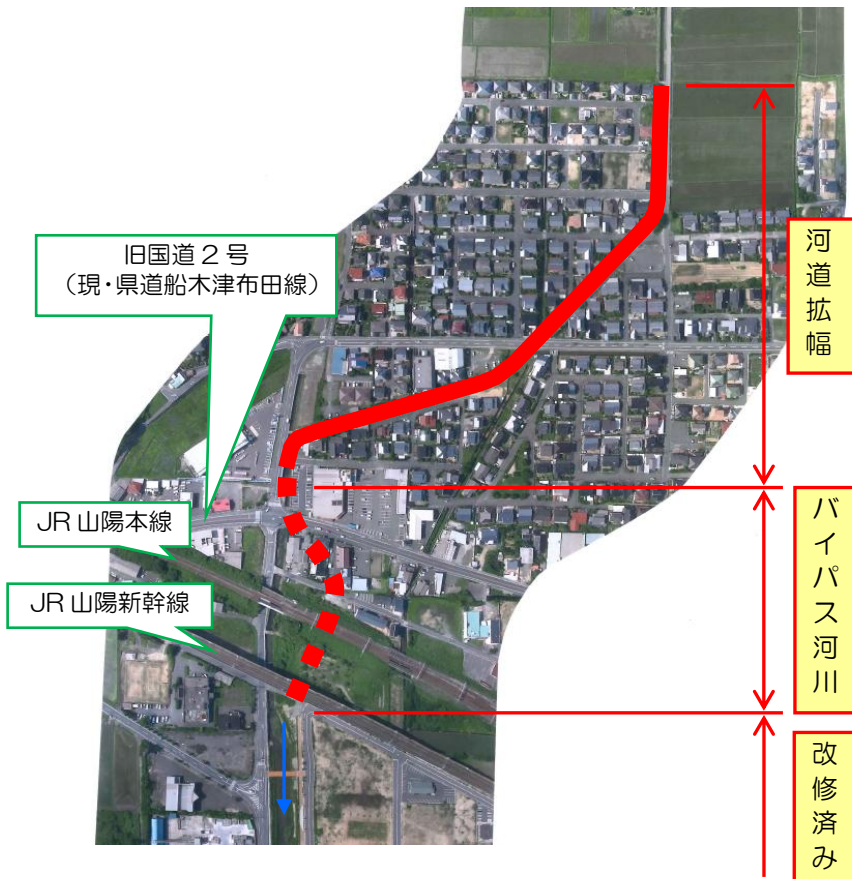 旧国道２号
（現・県道船木津布田線）
JR 山陽本線
JR 山陽新幹線
河道拡幅
バイパス河川
改修済み